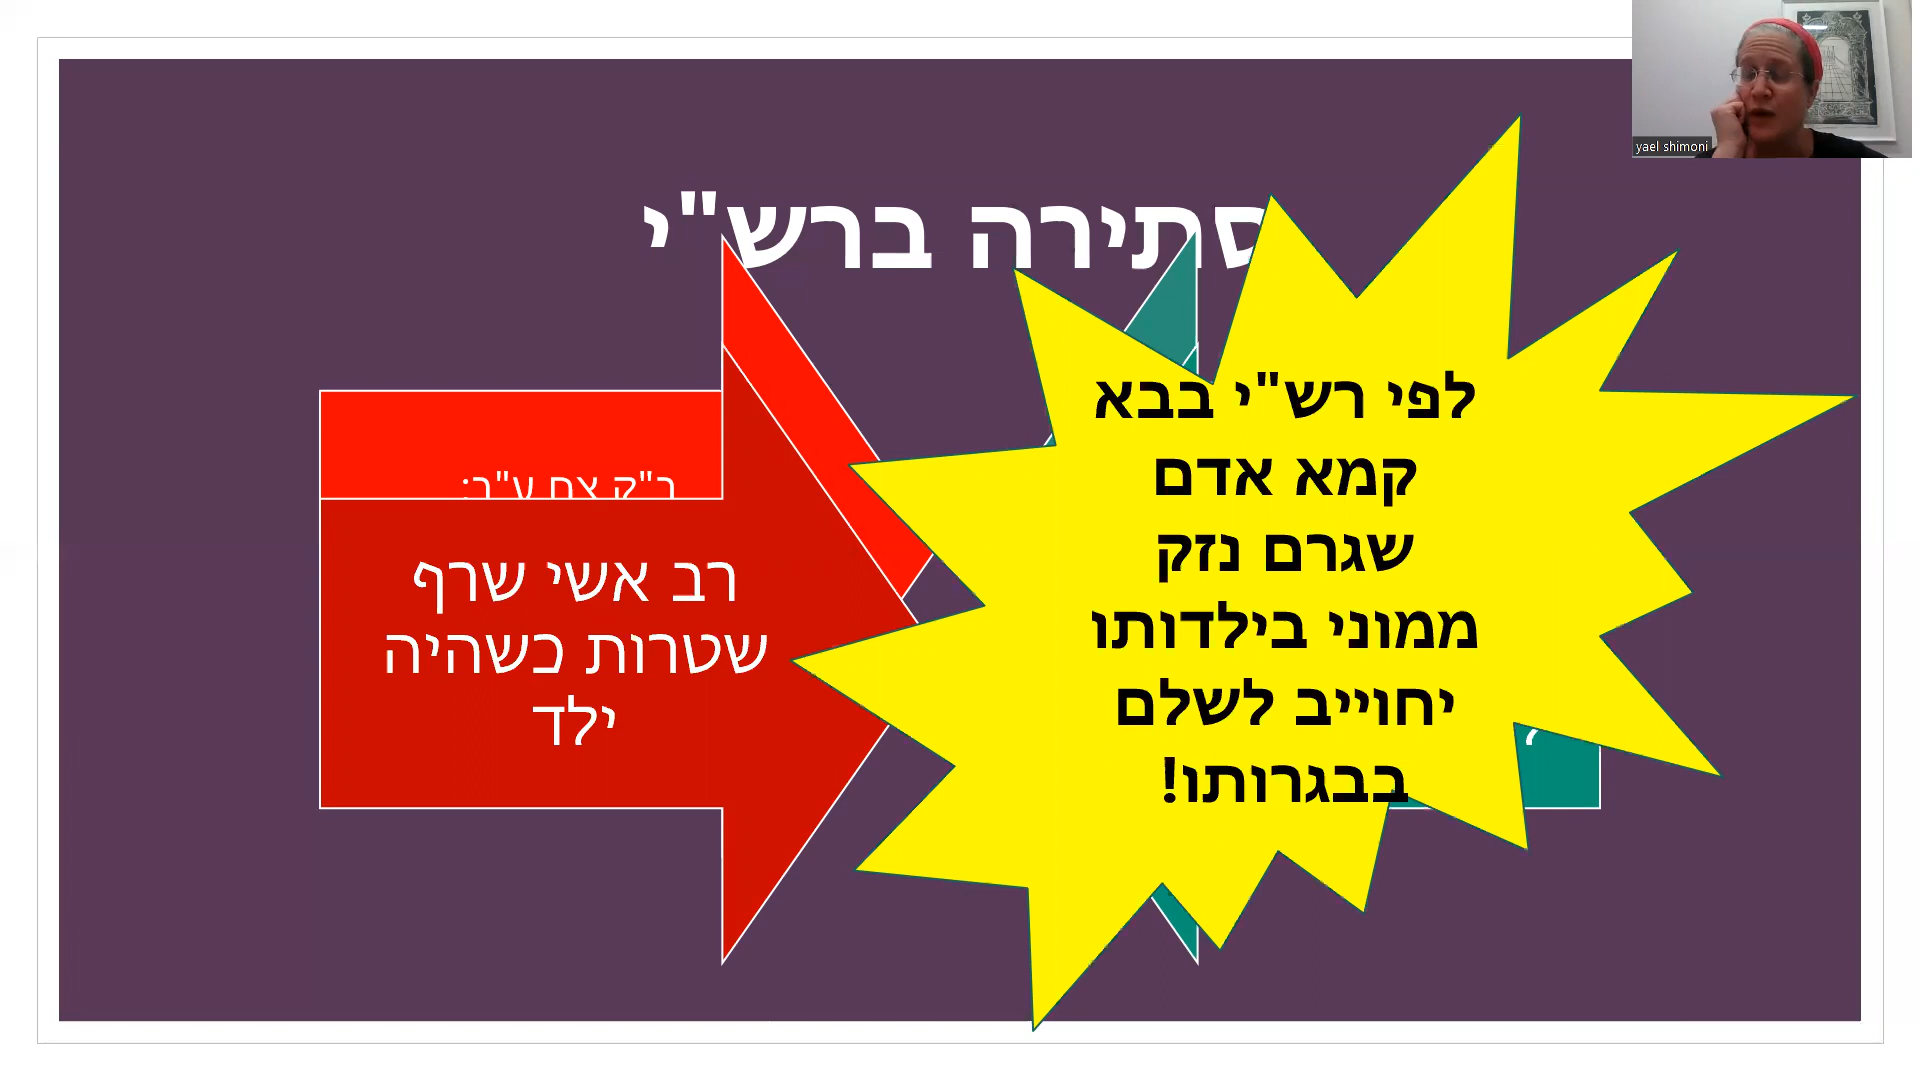 סתירה ברש"י
ב"ק צח ע"ב:
רב אשי שרף
שטרות כשהיה
ילד
לפי רש"י בבא
קמא אדם
שגרם נזק
ממוני בילדותו
יחוייב לשלם
בבגרותו!
yael shimoni